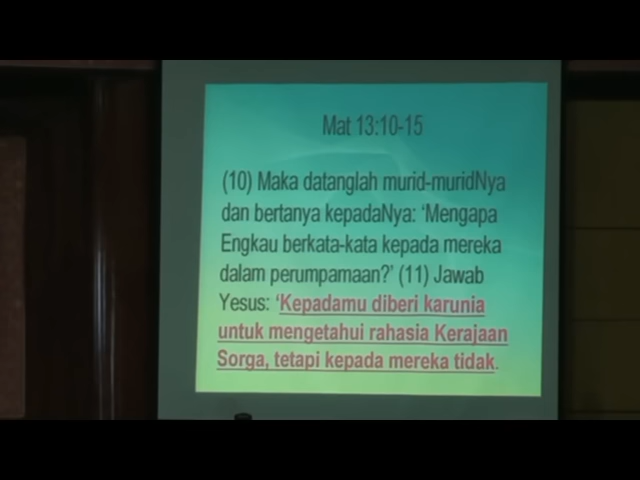 Mat 13:10-15
(10) Maka datanglah murid-muridNya
dan bertanya kepadaNya: ‘Mengapa
Engkau berkata-kata kepada mereka
dalam perumpamaan?’ (11) Jawab
Yesus: ‘Kepadamu diberi karunia
untuk mengetahui rahasia Kerajaan
Sorga, tetapi kepada mereka tidak.